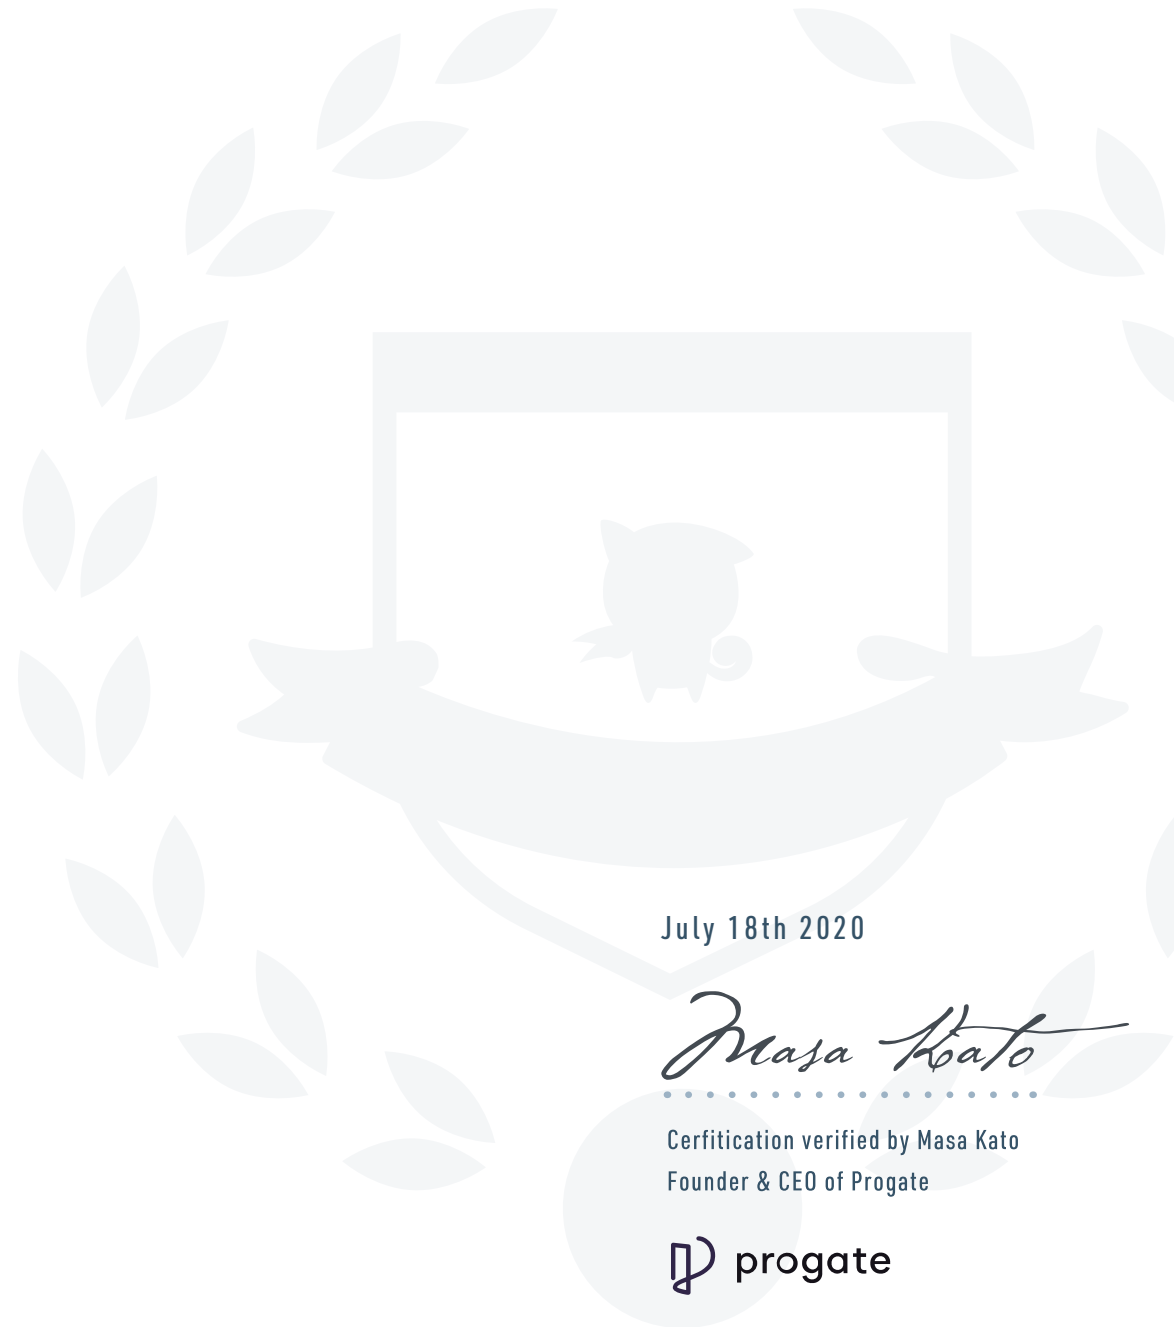 July 18th 2020
Masa Kato
Cerfitication verified by Masa Kato
Founder & CEO of Progate
progate